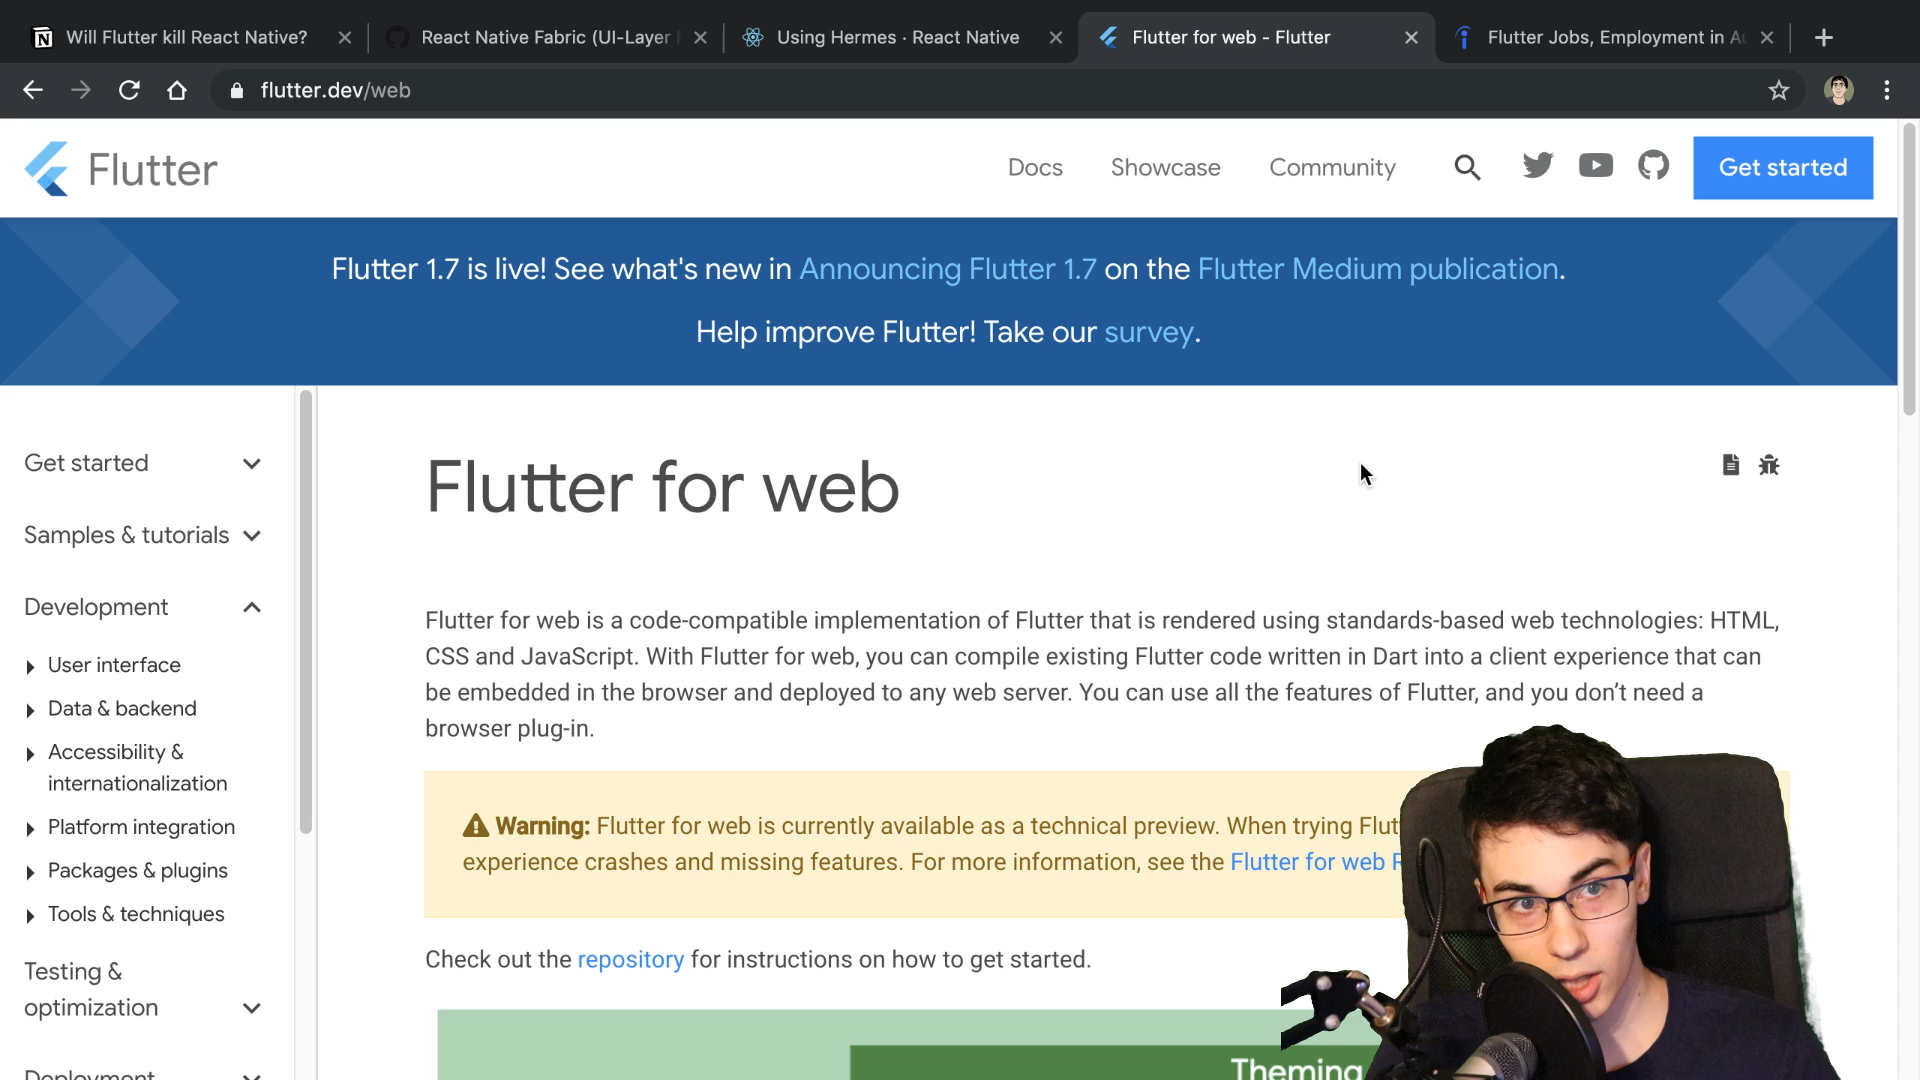 Will Flutter kill React Native?
React Native Fabric (UI-Layer
Using Hermes · React Native
Flutter for web - Flutter
Flutter Jobs, Employment in
flutter.dev/web
Flutter
Docs
Showcase
Community
Get started
Flutter 1.7 is live! See what's new in Announcing Flutter 1.7 on the Flutter Medium publication.
Help improve Flutter! Take our survey.
Get started
Samples & tutorials
Development
User interface
Data & backend
Accessibility &
internationalization
Platform integration
Packages & plugins
Tools & techniques
Testing &
optimization
Deployment
Flutter for web
Flutter for web is a code-compatible implementation of Flutter that is rendered using standards-based web technologies: HTML,
CSS and JavaScript. With Flutter for web, you can compile existing Flutter code written in Dart into a client experience that can
be embedded in the browser and deployed to any web server. You can use all the features of Flutter, and you don’t need a
browser plug-in.
Warning: Flutter for web is currently available as a technical preview. When trying Flut
experience crashes and missing features. For more information, see the Flutter for web R
Check out the repository for instructions on how to get started.
Theming